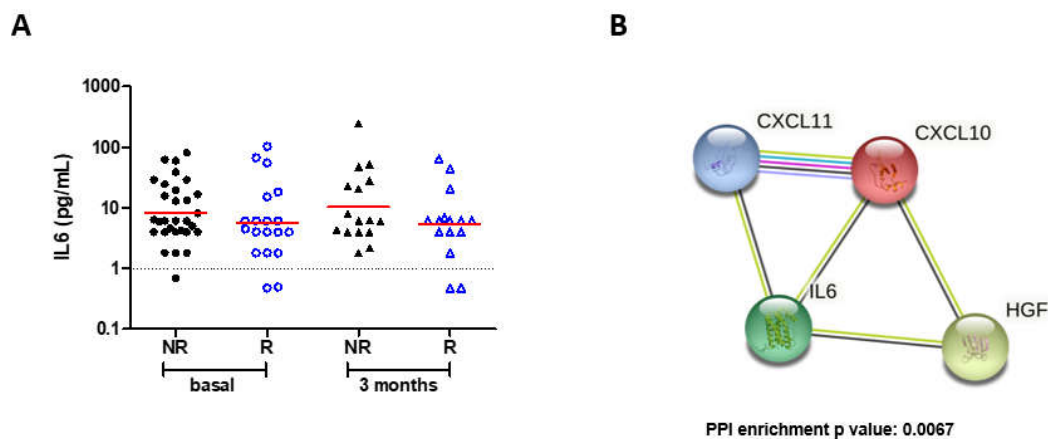 A
B
1000
100
10
1
0.1
IL6 (pg/mL)
NR
R
NR
R
basal
3 months
CXCL11
CXCL10
IL6
HGF
PPI enrichment p value: 0.0067